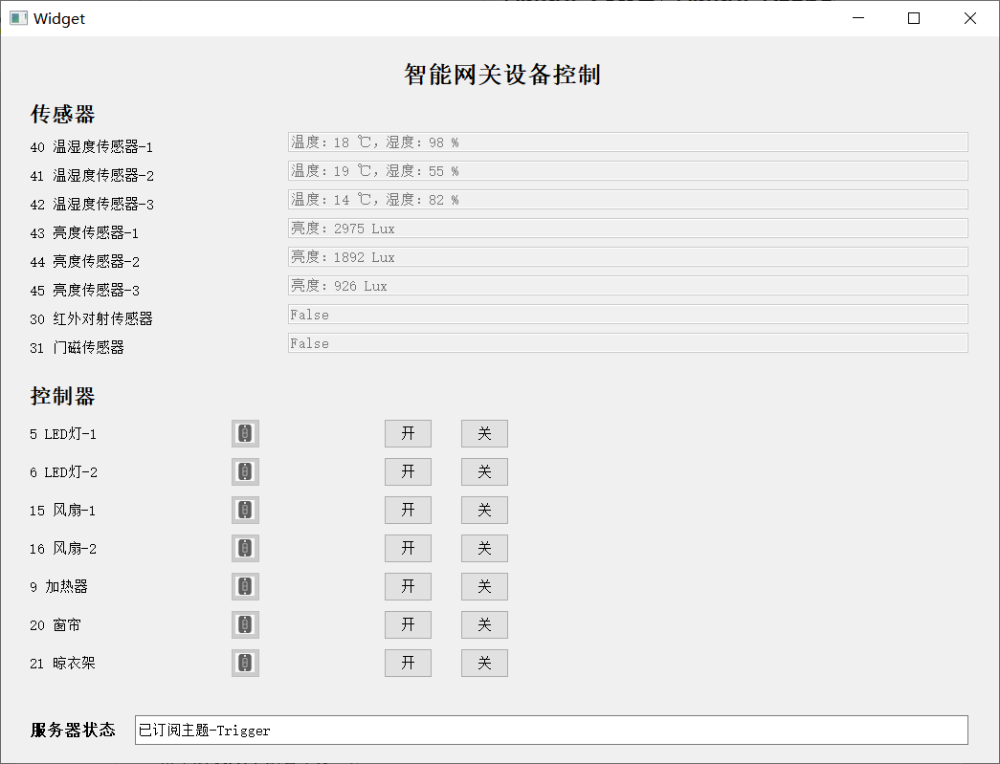 Widget
智能网关设备控制
传感器
40 温湿度传感器-1 温度：18 ℃，湿度：98 %
41 温湿度传感器-2 温度：19 ℃，湿度：55 %
42 温湿度传感器-3 温度：14 ℃，湿度：82 %
43 亮度传感器-1 亮度：2975 Lux
44 亮度传感器-2 亮度：1892 Lux
45 亮度传感器-3 亮度：926 Lux
30 红外对射传感器 False
31 门磁传感器 False
控制器
5 LED灯-1 开 关
6 LED灯-2 开 关
15 风扇-1 开 关
16 风扇-2 开 关
9 加热器 开 关
20 窗帘 开 关
21 晾衣架 开 关
服务器状态 已订阅主题-Trigger